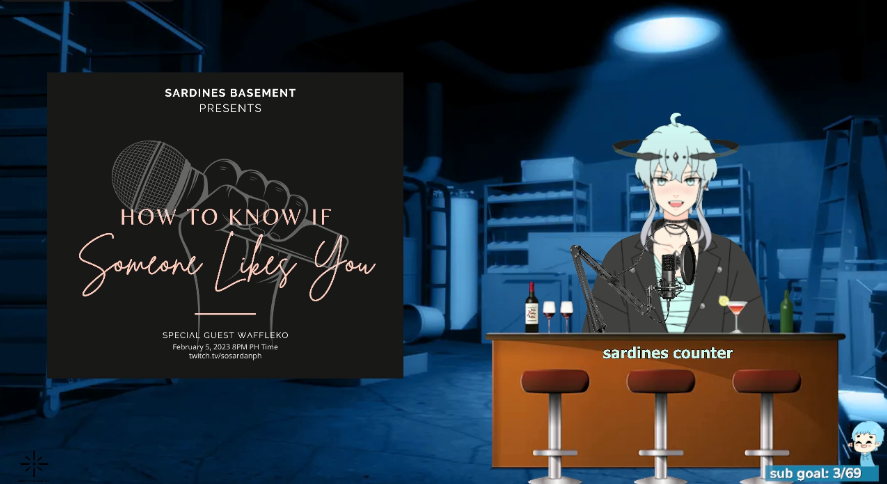 SARDINES BASEMENT
PRESENTS
HOW TO KNOW IF
Someone Likes You
SPECIAL GUEST WAFFLEKO
February 5, 2023 8PM PH Time
twitch.tv/sosardanph
sardines counter
sub goal: 3/69